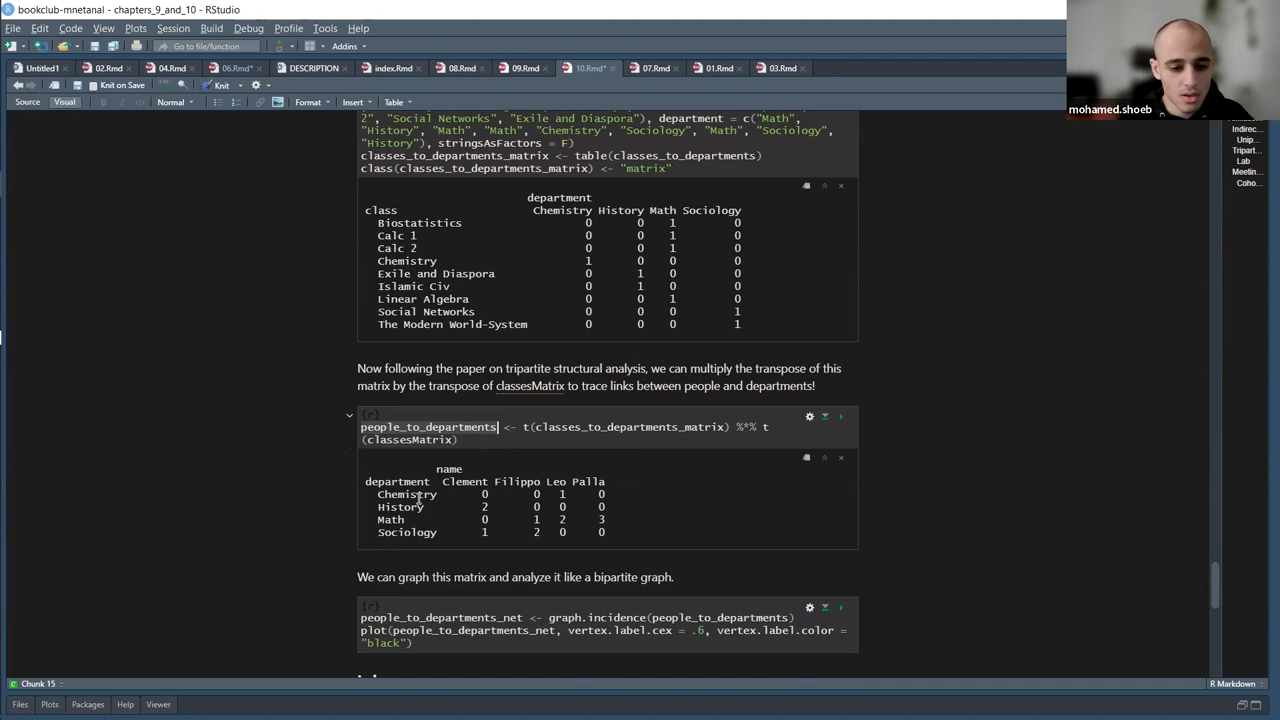 bookclub-mnetanal - chapters_9_and_10 - RStudio
File Edit Code View Plots Session Build Debug Profile Tools Help
Go to file/function Addins
Untitled1 02.Rmd 04.Rmd 06.Rmd* DESCRIPTION index.Rmd 08.Rmd 09.Rmd 10.Rmd* 07.Rmd 01.Rmd 03.Rmd
Knit on Save Knit
mohamed.shoeb
Source Visual B I Normal Format Insert Table
2", "Social Networks", "Exile and Diaspora"), department = c("Math",
"History", "Math", "Math", "Chemistry", "Sociology", "Math", "Sociology",
"History"), stringsAsFactors = F)
classes_to_departments_matrix <- table(classes_to_departments)
class(classes_to_departments_matrix) <- "matrix"
Indirec...
Unip...
Tripart...
Lab
Meetin...
Coho...
department
class Chemistry History Math Sociology
Biostatistics 0 0 1 0
Calc 1 0 0 1 0
Calc 2 0 0 1 0
Chemistry 1 0 0 0
Exile and Diaspora 0 1 0 0
Islamic Civ 0 1 0 0
Linear Algebra 0 0 1 0
Social Networks 0 0 0 1
The Modern World-System 0 0 0 1
Now following the paper on tripartite structural analysis, we can multiply the transpose of this
matrix by the transpose of classesMatrix to trace links between people and departments!
{r}
people_to_departments <- t(classes_to_departments_matrix) %*% t
(classesMatrix)
name
department Clement Filippo Leo Palla
Chemistry 0 0 1 0
History 2 0 0 0
Math 0 1 2 3
Sociology 1 2 0 0
We can graph this matrix and analyze it like a bipartite graph.
{r}
people_to_departments_net <- graph.incidence(people_to_departments)
plot(people_to_departments_net, vertex.label.cex = .6, vertex.label.color =
"black")
Chunk 15 R Markdown
Files Plots Packages Help Viewer